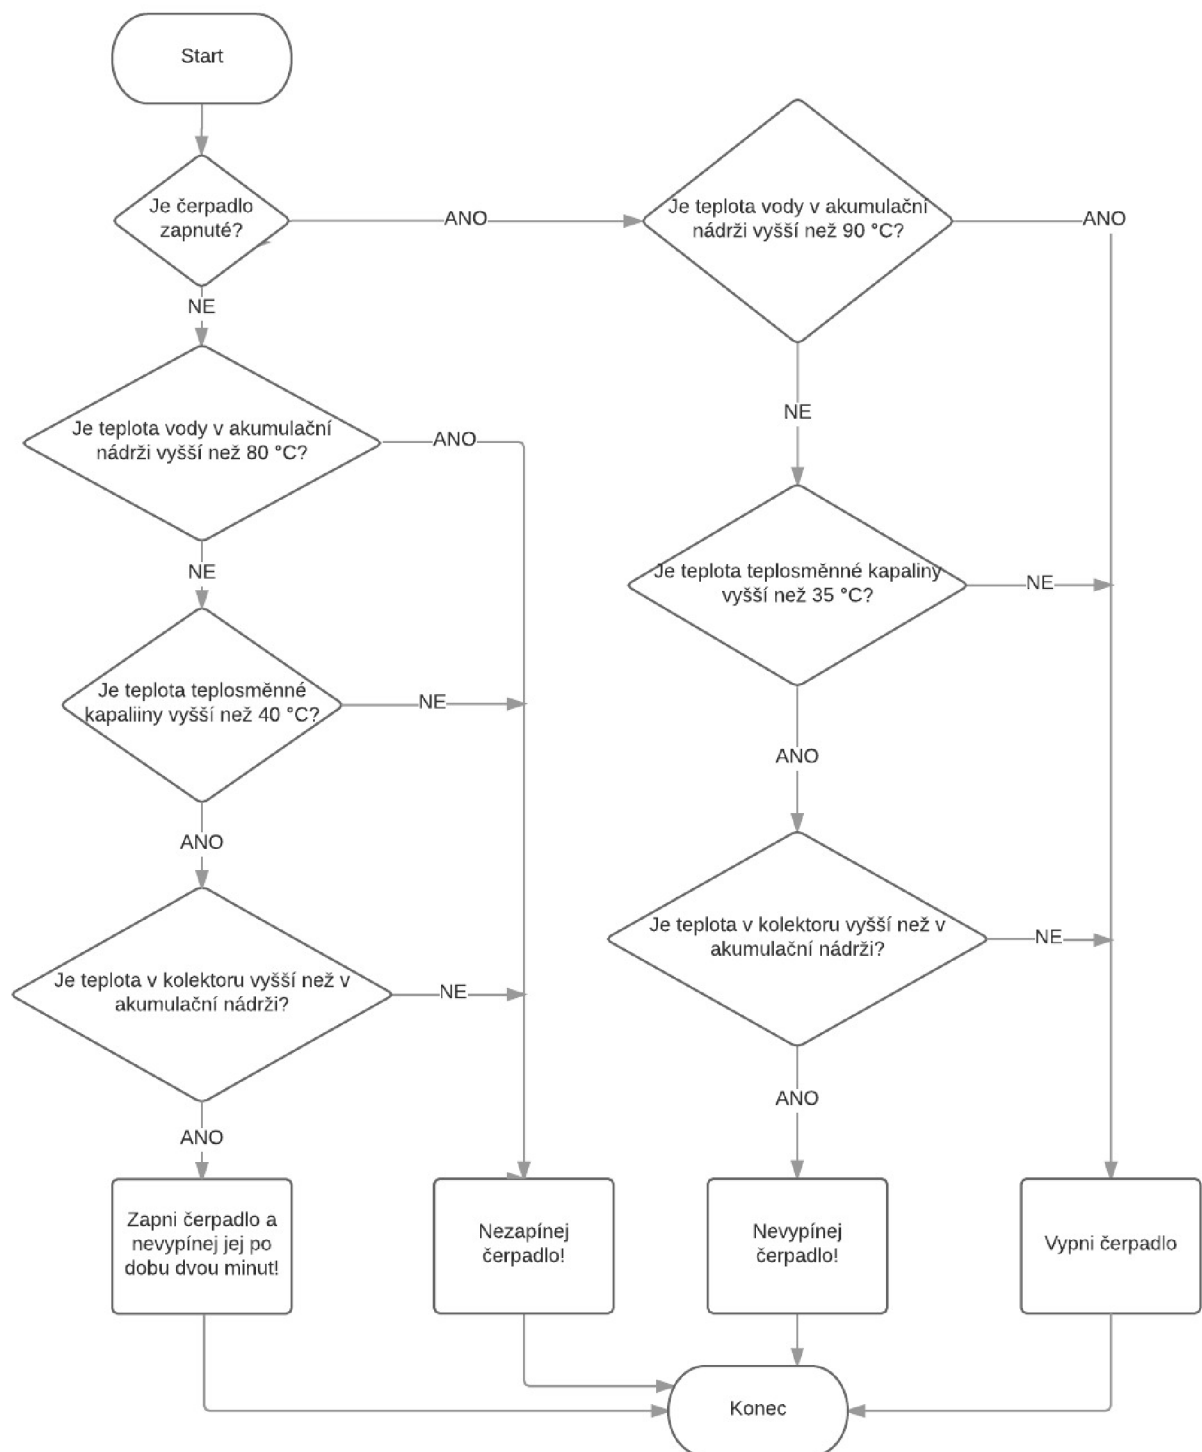 Start
Je čerpadlo
zapnuté?
ANO
Je teplota vody v akumulační
nádrži vyšší než 90 °C?
ANO
NE
Je teplota vody v akumulační
nádrži vyšší než 80 °C?
ANO
NE
NE
Je teplota teplosměnné kapaliny
vyšší než 35 °C?
NE
Je teplota teplosměnné
kapaliiny vyšší než 40 °C?
NE
ANO
ANO
Je teplota v kolektoru vyšší než v
akumulační nádrži?
NE
Je teplota v kolektoru vyšší než v
akumulační nádrži?
NE
ANO
ANO
Zapni čerpadlo a
nevypínej jej po
dobu dvou minut!
Nezapínej
čerpadlo!
Nevypínej
čerpadlo!
Vypni čerpadlo
Konec